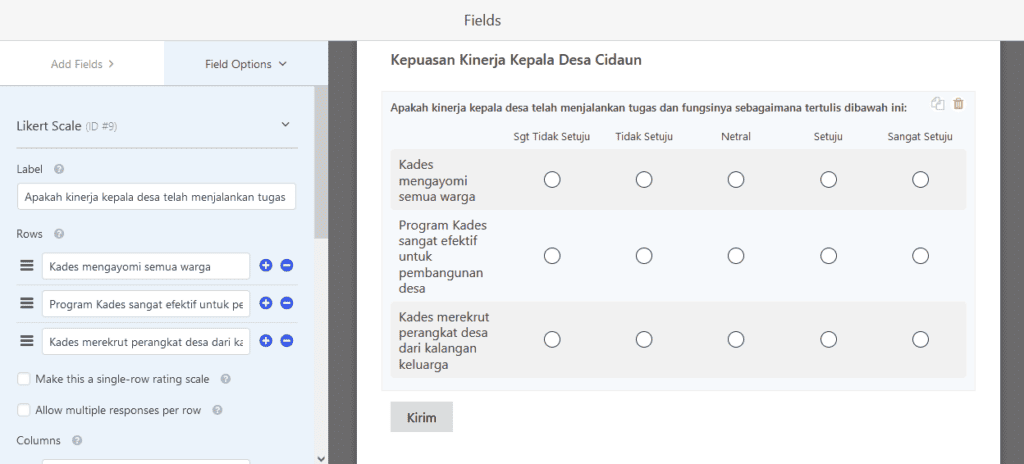 Fields
Add Fields
Field Options
Likert Scale (ID #9)
Label
Apakah kinerja kepala desa telah menjalankan tugas
Rows
Kades mengayomi semua warga
Program Kades sangat efektif untuk pe
Kades merekrut perangkat desa dari ka
Make this a single-row rating scale
Allow multiple responses per row
Columns
Kepuasan Kinerja Kepala Desa Cidaun
Apakah kinerja kepala desa telah menjalankan tugas dan fungsinya sebagaimana tertulis dibawah ini:
Sgt Tidak Setuju Tidak Setuju Netral Setuju Sangat Setuju
Kades
mengayomi
semua warga
Program Kades
sangat efektif
untuk
pembangunan
desa
Kades merekrut
perangkat desa
dari kalangan
keluarga
Kirim